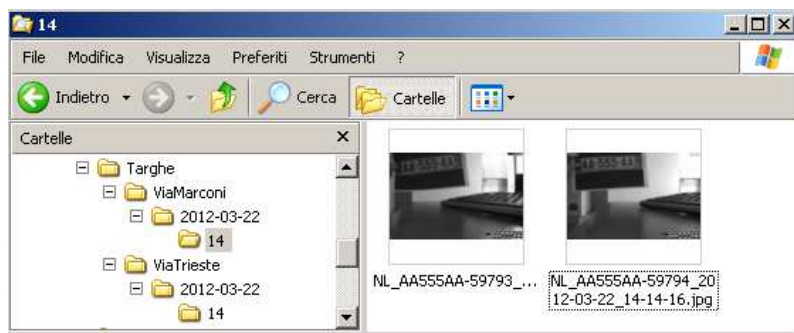 14
File Modifica Visualizza Preferiti Strumenti ?
Indietro Cerca Cartelle
Cartelle
Targhe
ViaMarconi
2012-03-22
14
ViaTrieste
2012-03-22
14
NL_AA555AA-59793_...
NL_AA555AA-59794_20
12-03-22_14-14-16.jpg